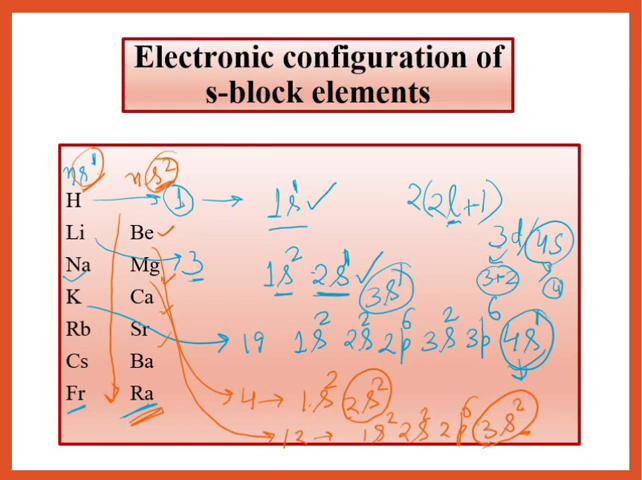 Electronic configuration of
s-block elements
ns¹ ns²
H 1 → 1s¹ ✓ 2(2l+1)
Li Be ✓ 3d/4s
Na Mg 3 1s² 2s¹ ✓ 3+2 4
K Ca 3s¹
Rb Sr 19 1s² 2s² 2p⁶ 3s² 3p⁶ 4s¹
Cs Ba
Fr Ra 4 → 1s² 2s²
12 → 1s² 2s² 2p⁶ 3s²